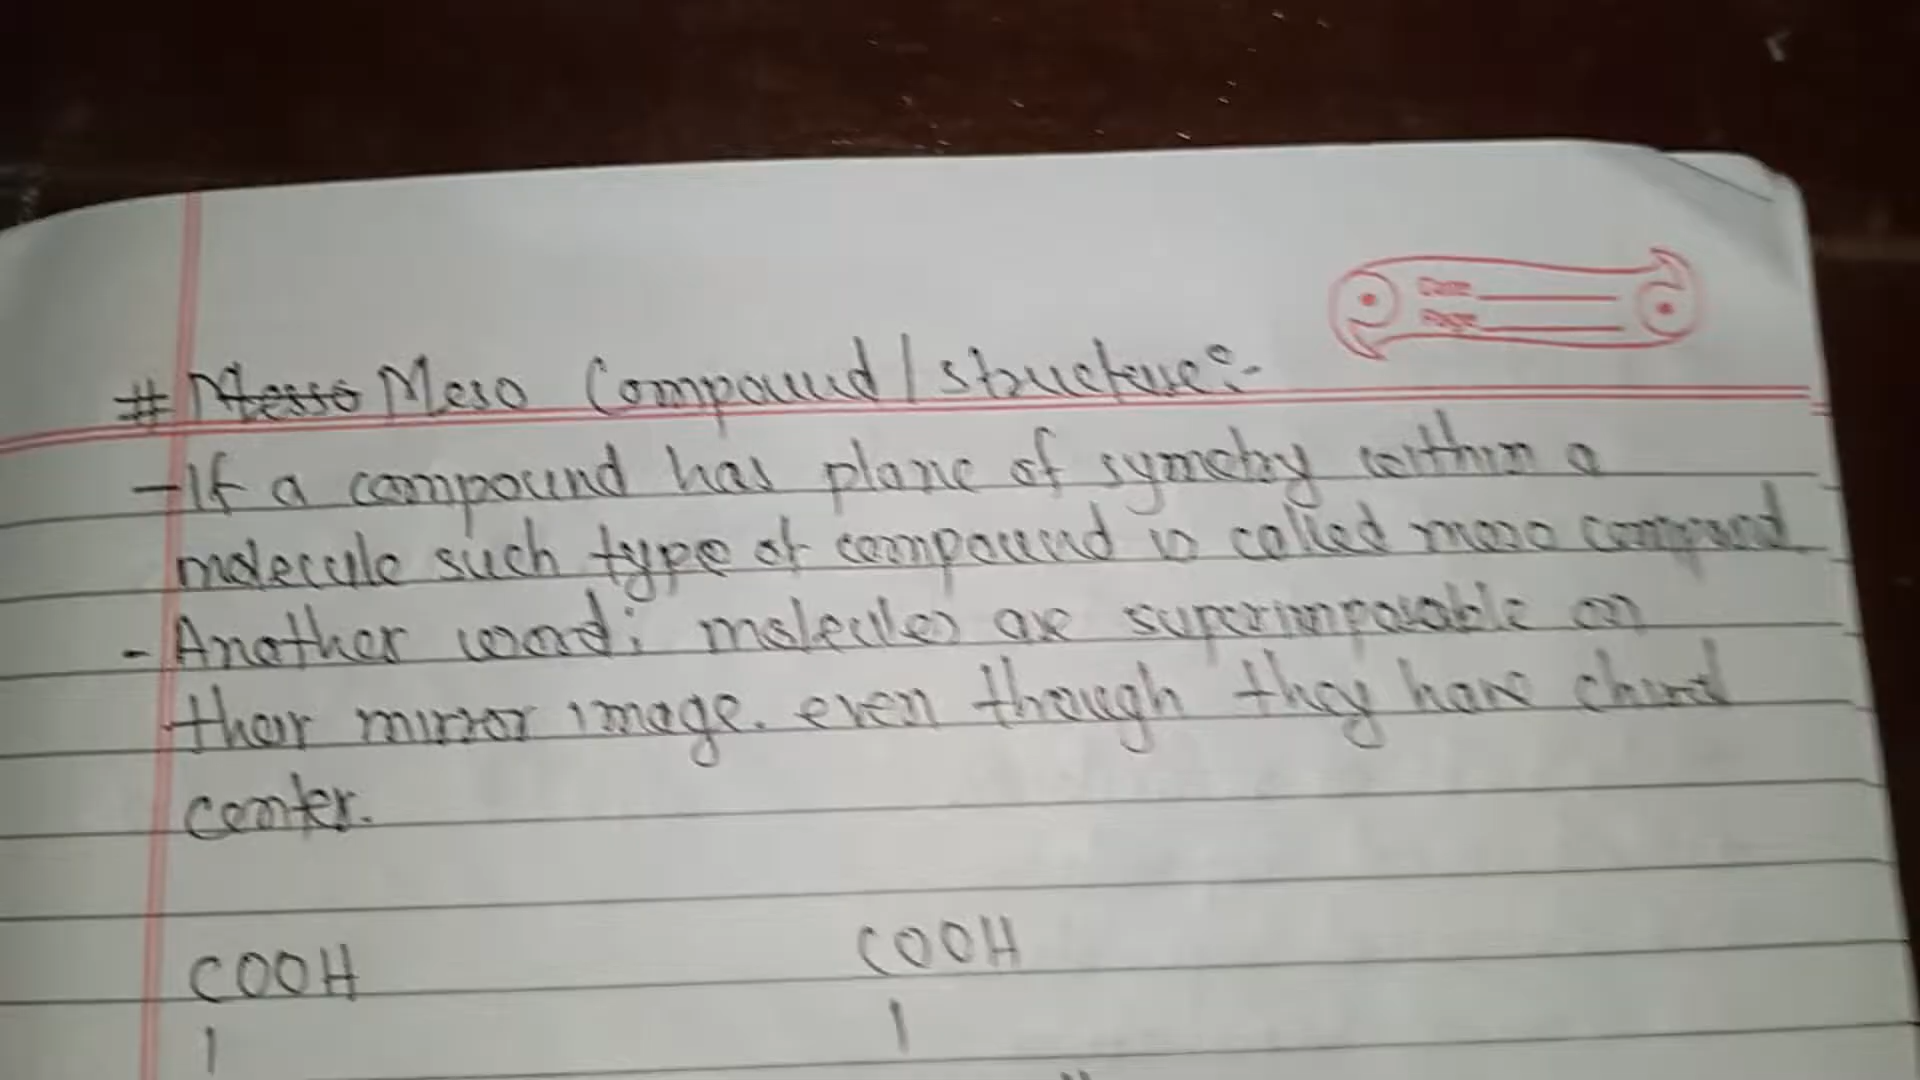 Date
Page
# Messo Meso Compound/structure:-
- If a compound has plane of symetry within a
molecule such type of compound is called meso compound
- Another word; molecules are superimposable on
their mirror image. even though they have chiral
center.
COOH COOH